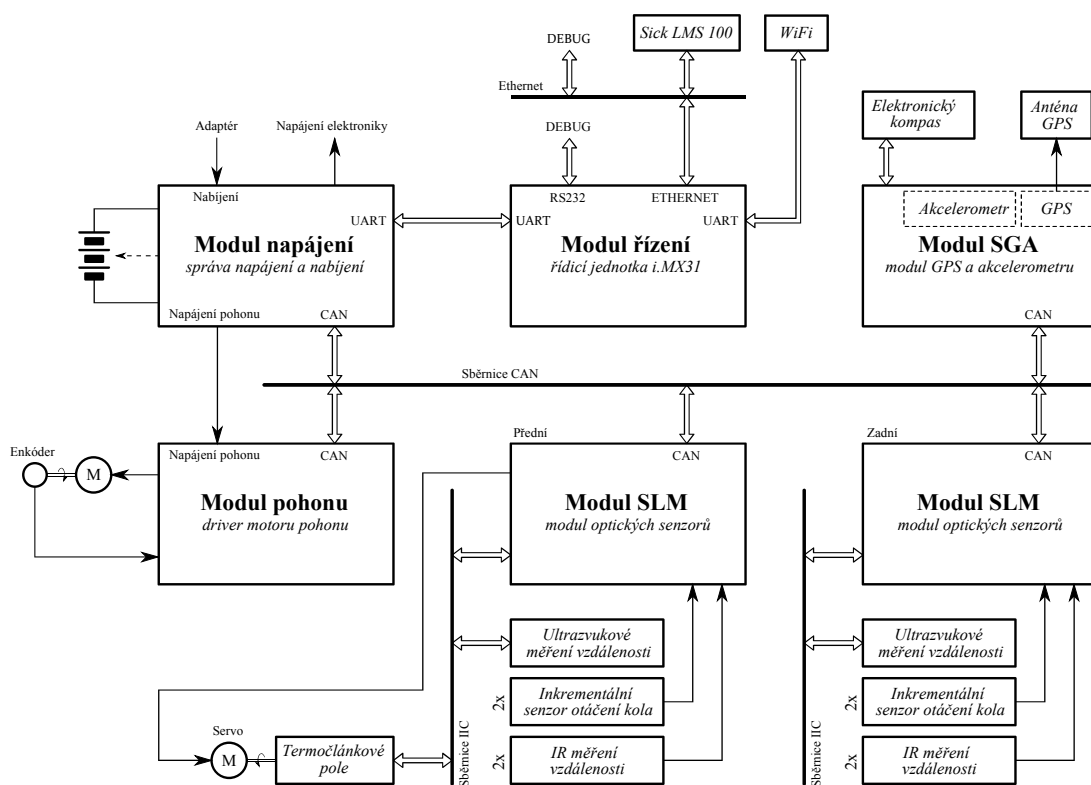 DEBUG
Sick LMS 100
WiFi
Ethernet
Elektronický
kompas
Anténa
GPS
Adaptér
Napájení elektroniky
DEBUG
Nabíjení
RS232
ETHERNET
Akcelerometr
GPS
UART
UART
UART
Modul napájení
správa napájení a nabíjení
Modul řízení
řídicí jednotka i.MX31
Modul SGA
modul GPS a akcelerometru
Napájení pohonu
CAN
CAN
Sběrnice CAN
Enkóder
Přední
Zadní
Napájení pohonu
CAN
CAN
CAN
M
Modul pohonu
driver motoru pohonu
Modul SLM
modul optických senzorů
Modul SLM
modul optických senzorů
Ultrazvukové
měření vzdálenosti
Ultrazvukové
měření vzdálenosti
2x
Inkrementální
senzor otáčení kola
2x
Inkrementální
senzor otáčení kola
Servo
M
Termočlánkové
pole
Sběrnice IIC
2x
IR měření
vzdálenosti
Sběrnice IIC
2x
IR měření
vzdálenosti